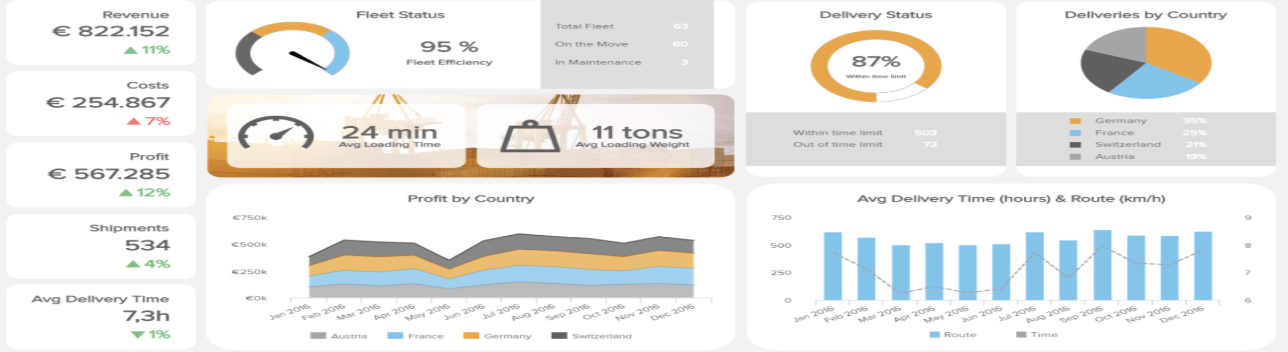 Revenue
€ 822.152
▲ 11%
Costs
€ 254.867
▲ 7%
Profit
€ 567.285
▲ 12%
Shipments
534
▲ 4%
Avg Delivery Time
7,3h
▼ 1%
Fleet Status
95 %
Fleet Efficiency
Total Fleet 63
On the Move 60
In Maintenance 3
24 min
Avg Loading Time
11 tons
Avg Loading Weight
Delivery Status
87%
Within time limit
Within time limit 503
Out of time limit 73
Deliveries by Country
Germany 35%
France 25%
Switzerland 21%
Austria 19%
Profit by Country
€750k
€500k
€250k
€0k
Jan 2016 Feb 2016 Mar 2016 Apr 2016 May 2016 Jun 2016 Jul 2016 Aug 2016 Sep 2016 Oct 2016 Nov 2016 Dec 2016
Austria France Germany Switzerland
Avg Delivery Time (hours) & Route (km/h)
750 9
500 8
250 7
0 6
Jan 2016 Feb 2016 Mar 2016 Apr 2016 May 2016 Jun 2016 Jul 2016 Aug 2016 Sep 2016 Oct 2016 Nov 2016 Dec 2016
Route Time